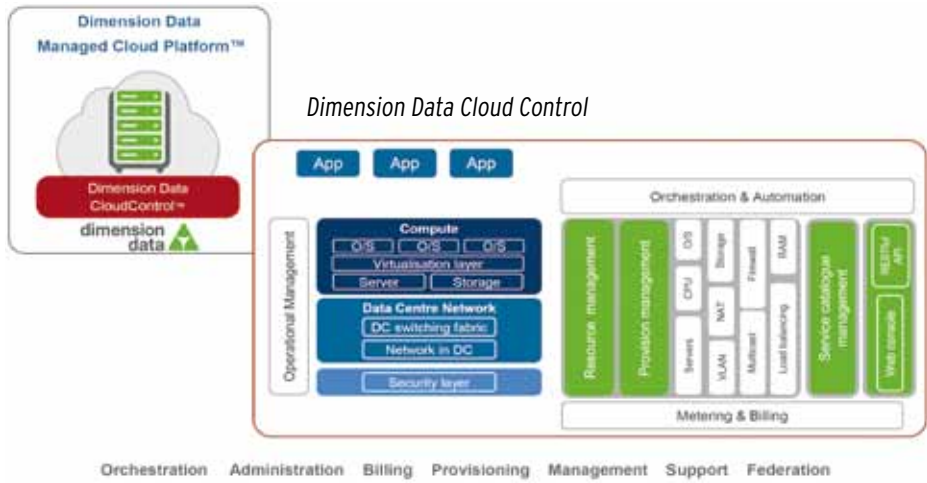 Dimension Data
Managed Cloud Platform™
Dimension Data
CloudControl™
dimension
data
Dimension Data Cloud Control
App
App
App
Operational Management
Compute
O/S
O/S
O/S
Virtualisation layer
Server
Storage
Data Centre Network
DC switching fabric
Network in DC
Security layer
Orchestration & Automation
Resource management
Provision management
Servers
CPU
O/S
VLAN
NAT
Storage
Multicast
Firewall
Load balancing
RAM
Service catalogue
management
RESTful
API
Web console
Metering & Billing
Orchestration Administration Billing Provisioning Management Support Federation